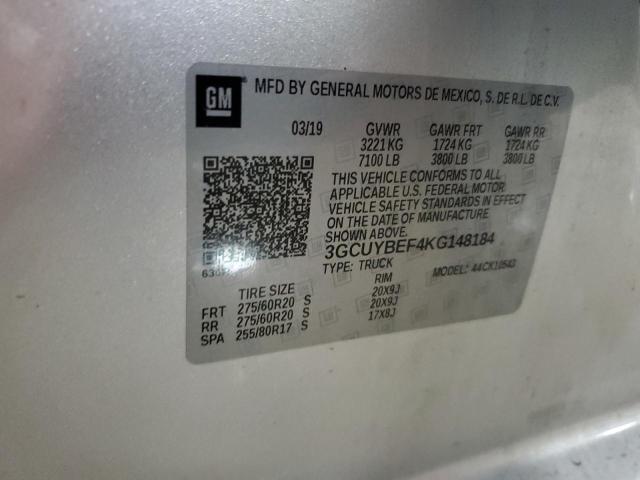 GM
MFD BY GENERAL MOTORS DE MEXICO, S. DE R.L. DE C.V.
03/19 GVWR GAWR FRT GAWR RR
3221 KG 1724 KG 1724 KG
7100 LB 3800 LB 3800 LB
THIS VEHICLE CONFORMS TO ALL
APPLICABLE U.S. FEDERAL MOTOR
VEHICLE SAFETY STANDARDS IN EFFECT
ON THE DATE OF MANUFACTURE
SHOWN ABOVE.
3GCUYBEF4KG148184
TYPE: TRUCK MODEL: 44CK10543
TIRE SIZE RIM
FRT 275/60R20 S 20X9J
RR 275/60R20 S 20X9J
SPA 255/80R17 S 17X8J